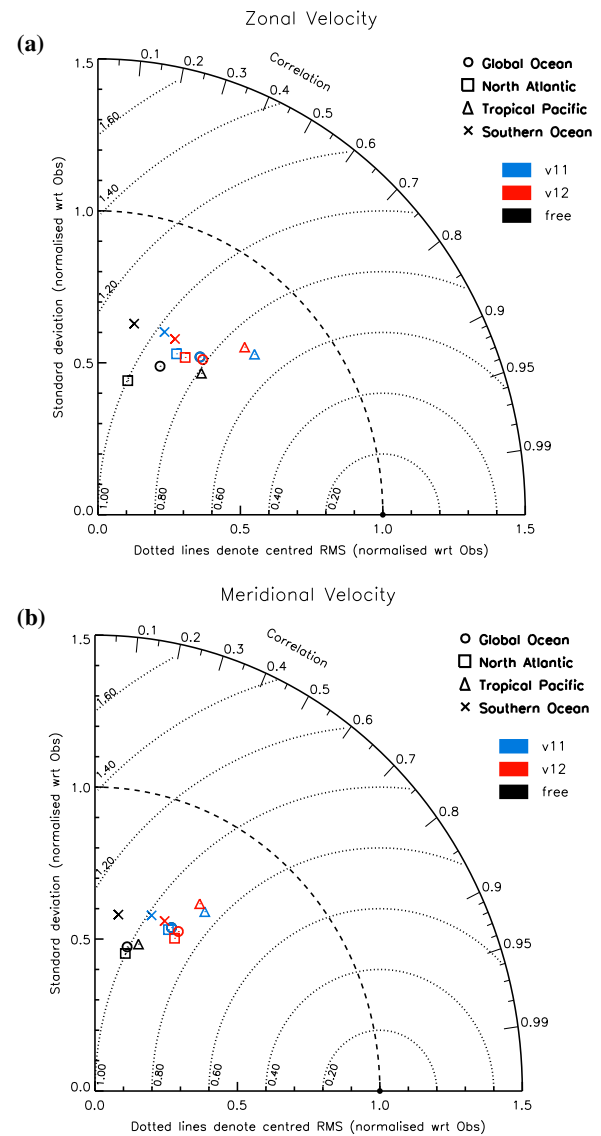 Zonal Velocity
(a)
Correlation
Global Ocean
North Atlantic
Tropical Pacific
Southern Ocean
v11
v12
free
0.1
0.2
0.3
0.4
0.5
0.6
0.7
0.8
0.9
0.95
0.99
1.5
1.0
0.5
0.0
Standard deviation (normalised wrt Obs)
1.60
1.40
1.20
1.00
0.80
0.60
0.40
0.20
0.0
0.5
1.0
1.5
Dotted lines denote centred RMS (normalised wrt Obs)
Meridional Velocity
(b)
Correlation
Global Ocean
North Atlantic
Tropical Pacific
Southern Ocean
v11
v12
free
0.1
0.2
0.3
0.4
0.5
0.6
0.7
0.8
0.9
0.95
0.99
1.5
1.0
0.5
0.0
Standard deviation (normalised wrt Obs)
1.60
1.40
1.20
1.00
0.80
0.60
0.40
0.20
0.0
0.5
1.0
1.5
Dotted lines denote centred RMS (normalised wrt Obs)